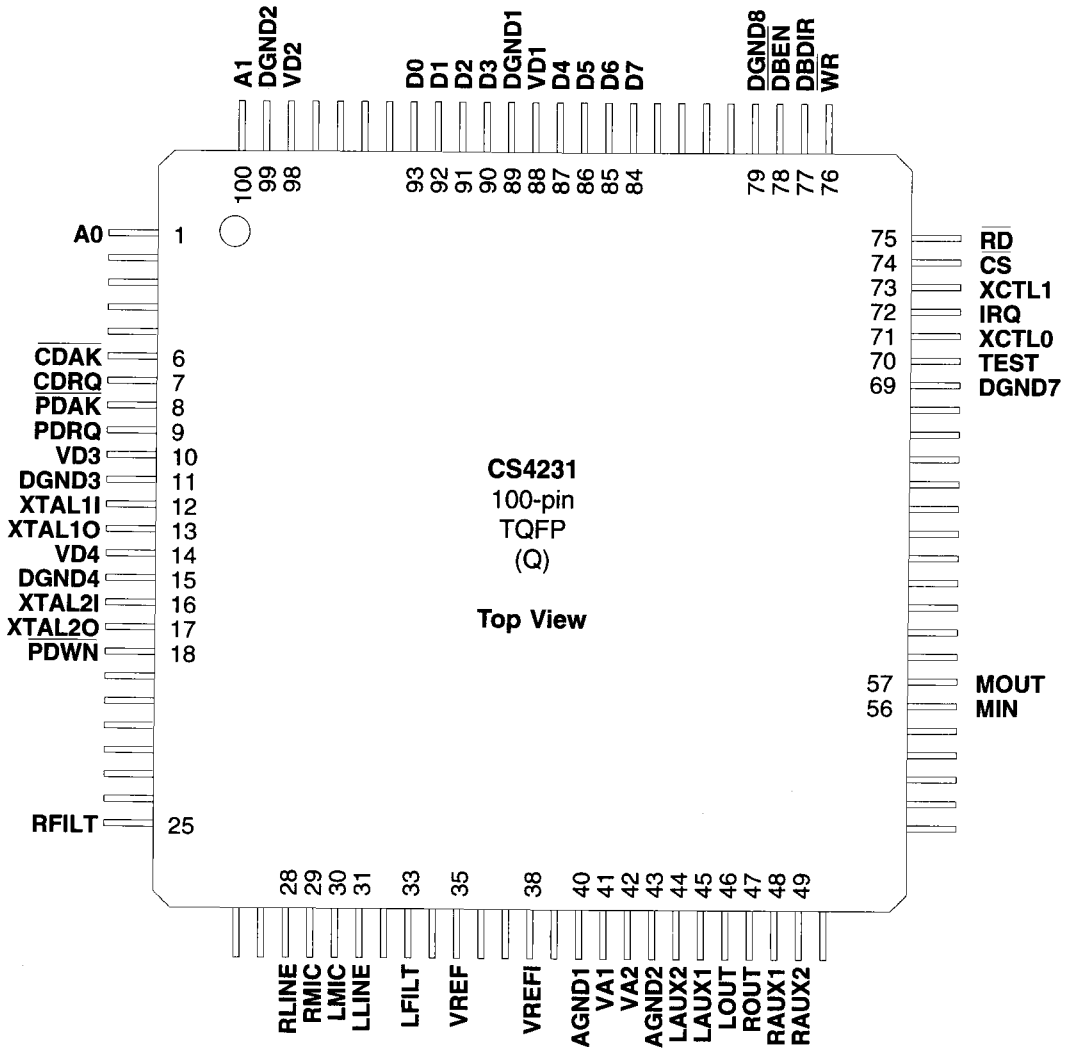 A1
DGND2
VD2
D0
D1
D2
D3
DGND1
VD1
D4
D5
D6
D7
DGND8
DBEN
DBDIR
WR
100
99
98
93
92
91
90
89
88
87
86
85
84
79
78
77
76
A0 1
CDAK 6
CDRQ 7
PDAK 8
PDRQ 9
VD3 10
DGND3 11
XTAL1I 12
XTAL1O 13
VD4 14
DGND4 15
XTAL2I 16
XTAL2O 17
PDWN 18
RFILT 25
CS4231
100-pin
TQFP
(Q)
Top View
75 RD
74 CS
73 XCTL1
72 IRQ
71 XCTL0
70 TEST
69 DGND7
57 MOUT
56 MIN
28
29
30
31
33
35
38
40
41
42
43
44
45
46
47
48
49
RLINE
RMIC
LMIC
LLINE
LFILT
VREF
VREFI
AGND1
VA1
VA2
AGND2
LAUX2
LAUX1
LOUT
ROUT
RAUX1
RAUX2